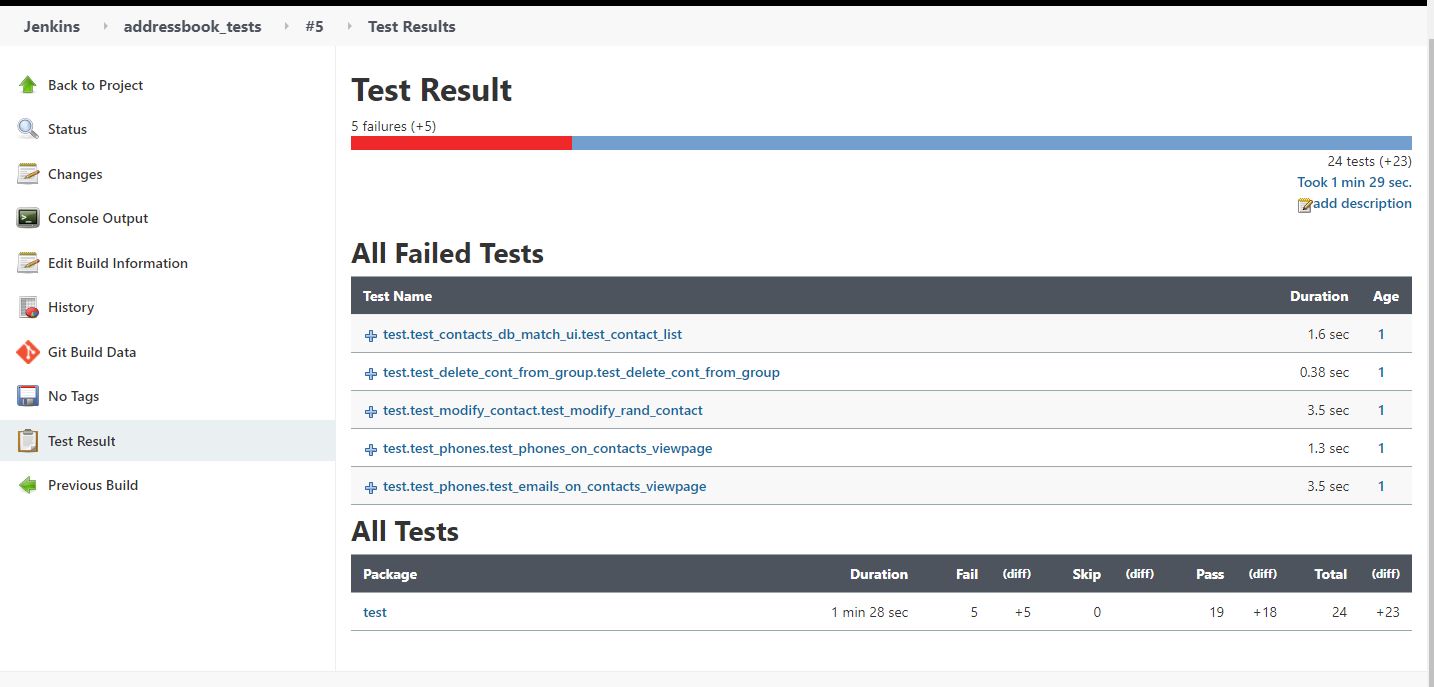 Jenkins addressbook_tests #5 Test Results
Back to Project
Status
Changes
Console Output
Edit Build Information
History
Git Build Data
No Tags
Test Result
Previous Build
Test Result
5 failures (+5)
24 tests (+23)
Took 1 min 29 sec.
add description
All Failed Tests
Test Name Duration Age
test.test_contacts_db_match_ui.test_contact_list 1.6 sec 1
test.test_delete_cont_from_group.test_delete_cont_from_group 0.38 sec 1
test.test_modify_contact.test_modify_rand_contact 3.5 sec 1
test.test_phones.test_phones_on_contacts_viewpage 1.3 sec 1
test.test_phones.test_emails_on_contacts_viewpage 3.5 sec 1
All Tests
Package Duration Fail (diff) Skip (diff) Pass (diff) Total (diff)
test 1 min 28 sec 5 +5 0 19 +18 24 +23